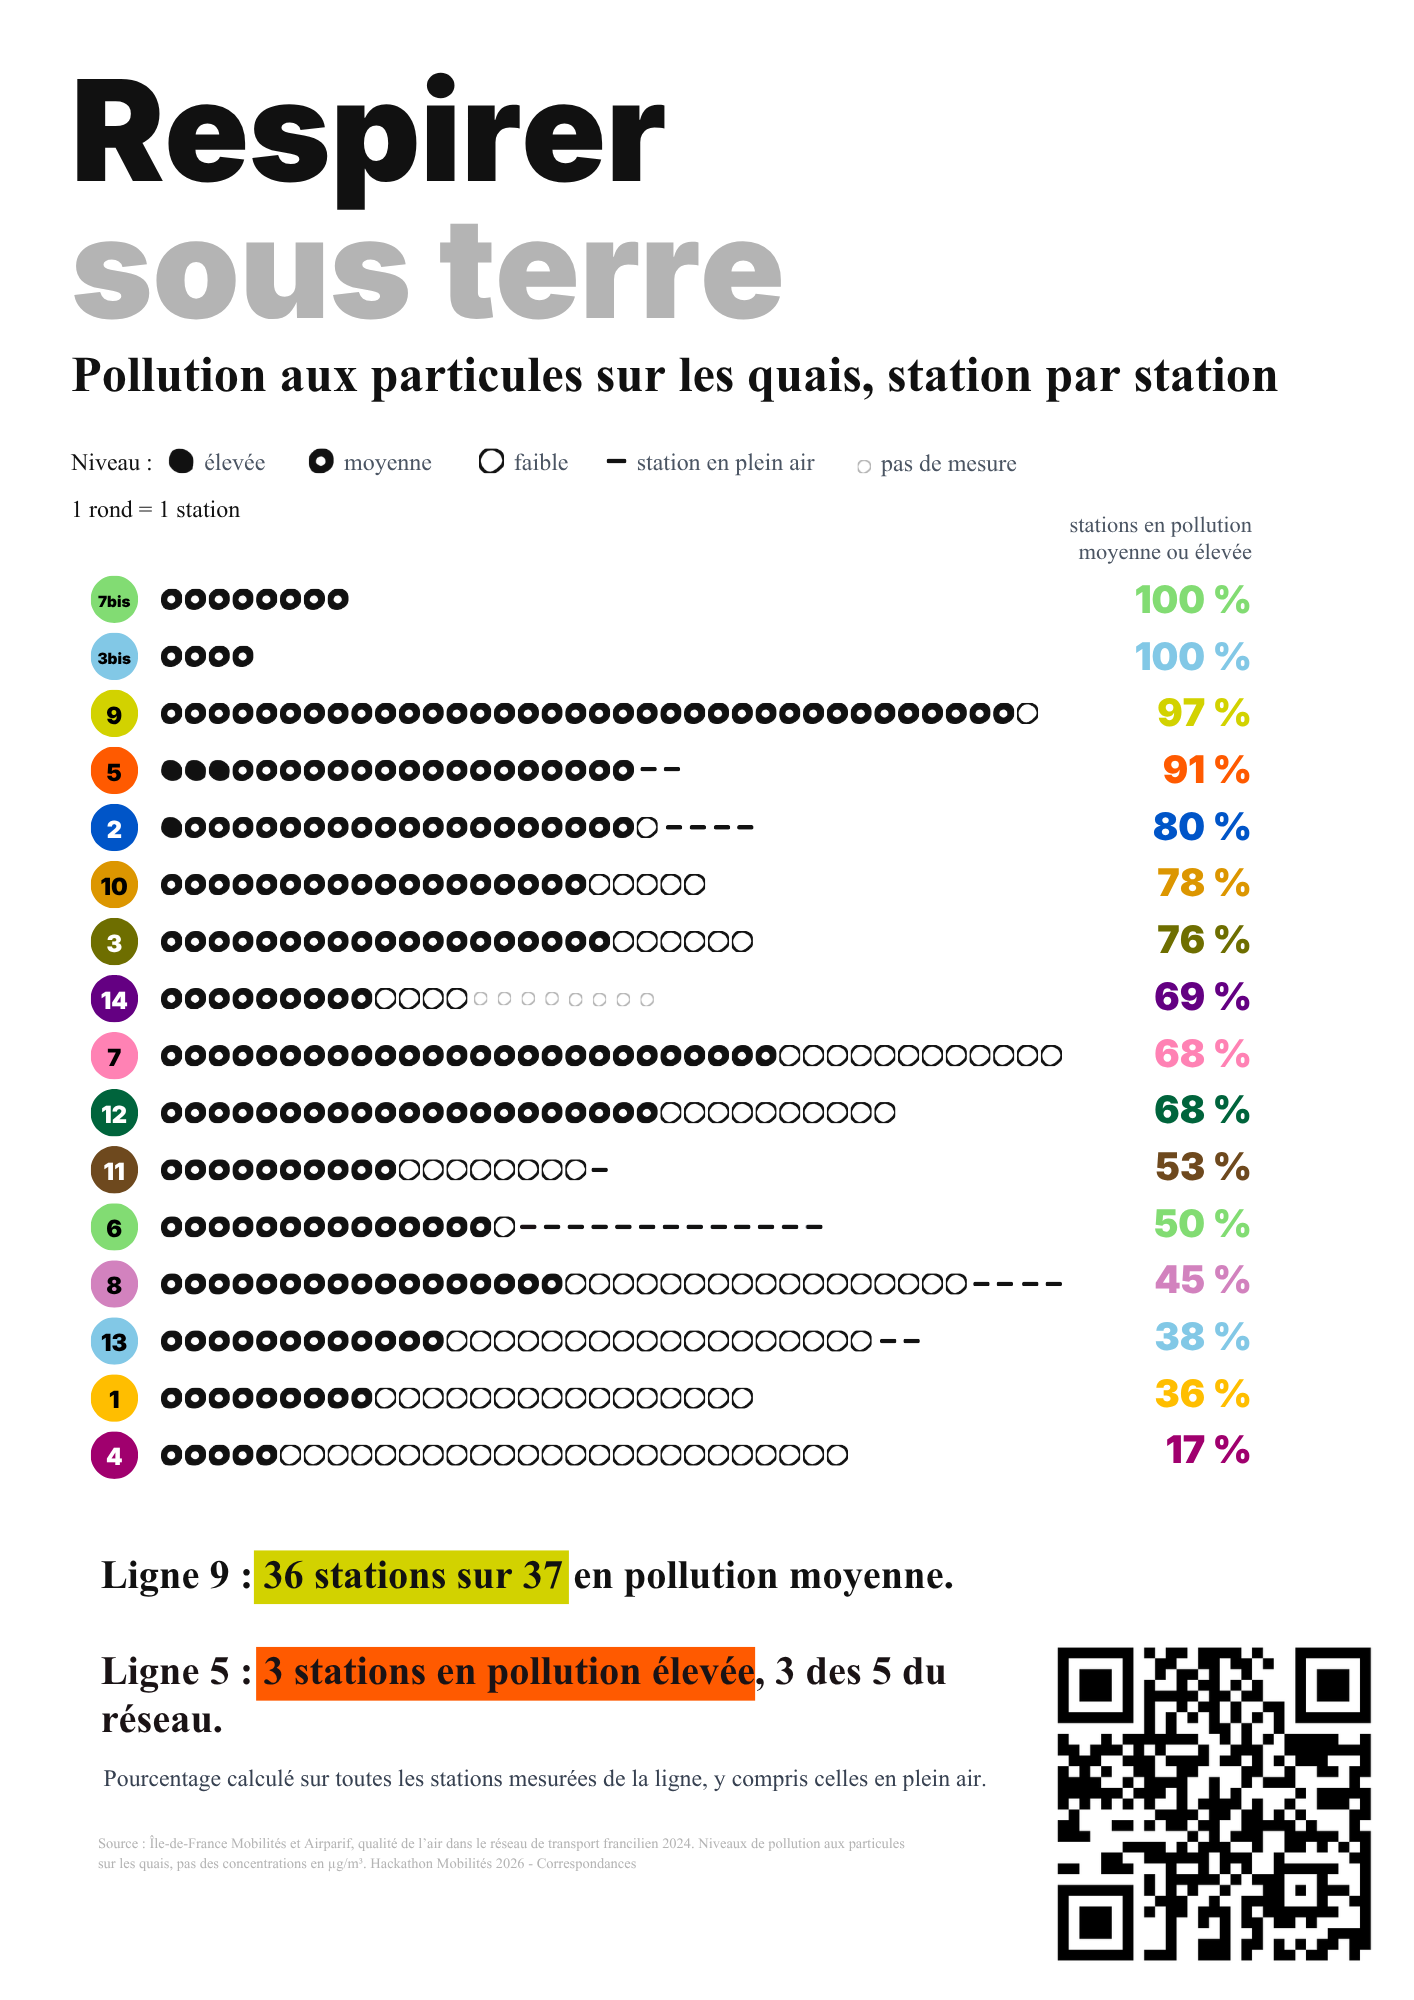 Respirer
sous terre
Pollution aux particules sur les quais, station par station
Niveau : élevée moyenne faible station en plein air pas de mesure
1 rond = 1 station
stations en pollution
moyenne ou élevée
7bis 100 %
3bis 100 %
9 97 %
5 91 %
2 80 %
10 78 %
3 76 %
14 69 %
7 68 %
12 68 %
11 53 %
6 50 %
8 45 %
13 38 %
1 36 %
4 17 %
Ligne 9 : 36 stations sur 37 en pollution moyenne.
Ligne 5 : 3 stations en pollution élevée, 3 des 5 du
réseau.
Pourcentage calculé sur toutes les stations mesurées de la ligne, y compris celles en plein air.
Source : Île-de-France Mobilités et Airparif, qualité de l’air dans le réseau de transport francilien 2024. Niveaux de pollution aux particules
sur les quais, pas des concentrations en µg/m³. Hackathon Mobilités 2026 - Correspondances